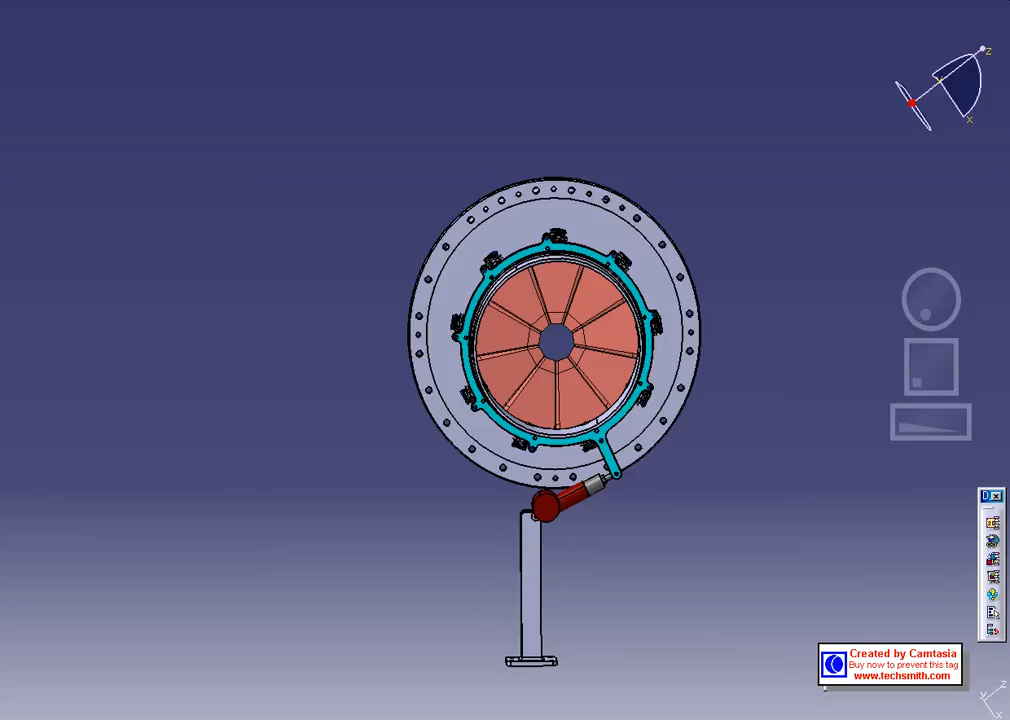 z
y
x
D
Created by Camtasia
Buy now to prevent this tag
www.techsmith.com
z
y
x